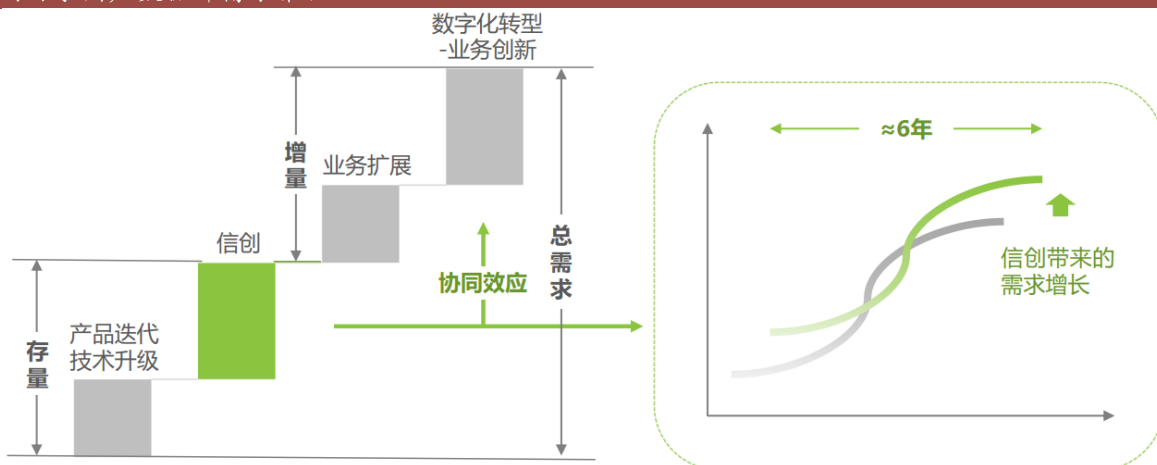 数字化转型
-业务创新
增量
业务扩展
信创
协同效应
总需求
产品迭代
技术升级
存量
≈6年
信创带来的
需求增长